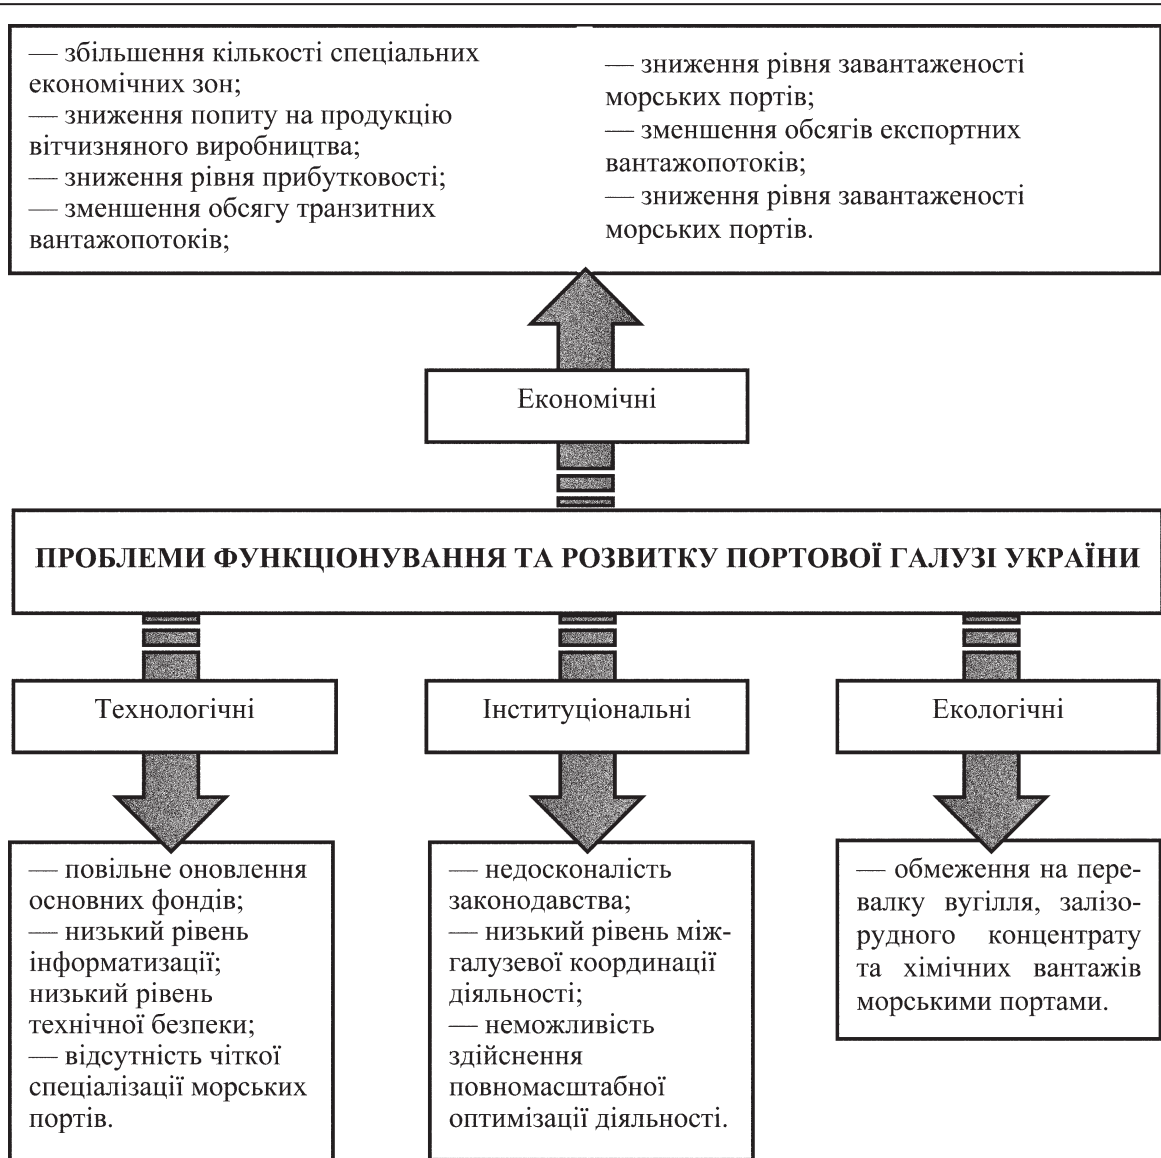 — збільшення кількості спеціальних
економічних зон;
— зниження попиту на продукцію
вітчизняного виробництва;
— зниження рівня прибутковості;
— зменшення обсягу транзитних
вантажопотоків;
— зниження рівня завантаженості
морських портів;
— зменшення обсягів експортних
вантажопотоків;
— зниження рівня завантаженості
морських портів.
Економічні
ПРОБЛЕМИ ФУНКЦІОНУВАННЯ ТА РОЗВИТКУ ПОРТОВОЇ ГАЛУЗІ УКРАЇНИ
Технологічні
Інституціональні
Екологічні
— повільне оновлення
основних фондів;
— низький рівень
інформатизації;
низький рівень
технічної безпеки;
— відсутність чіткої
спеціалізації морських
портів.
— недосконалість
законодавства;
— низький рівень між-
галузевої координації
діяльності;
— неможливість
здійснення
повномасштабної
оптимізації діяльності.
— обмеження на пере-
валку вугілля, залізо-
рудного концентрату
та хімічних вантажів
морськими портами.